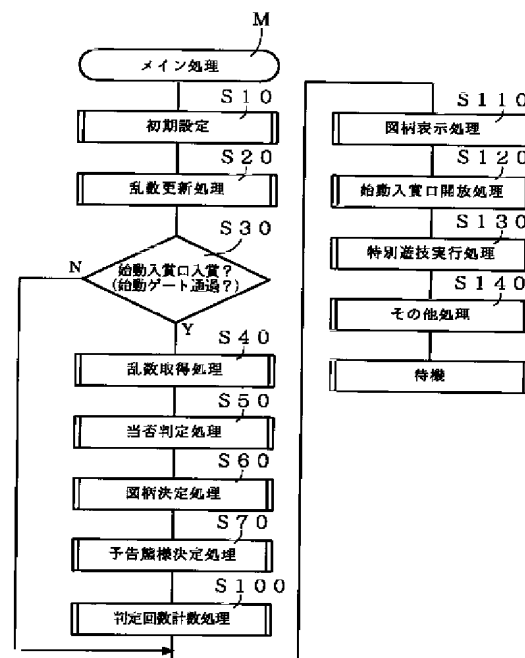 M
メイン処理
S10
初期設定
S20
乱数更新処理
S30
N
始動入賞口入賞？
(始動ゲート通過？)
Y
S40
乱数取得処理
S50
当否判定処理
S60
図柄決定処理
S70
予告態様決定処理
S100
判定回数計数処理
S110
図柄表示処理
S120
始動入賞口開放処理
S130
特別遊技実行処理
S140
その他処理
待機